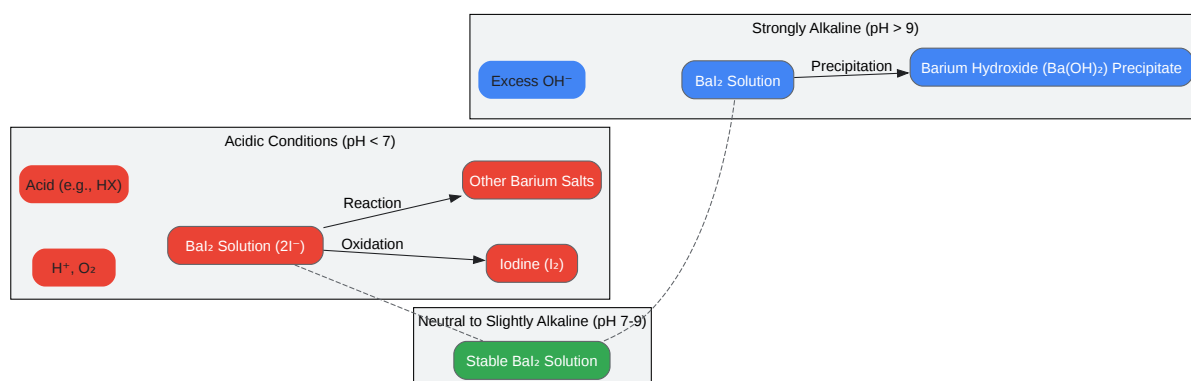 Strongly Alkaline (pH > 9)
Excess OH⁻
BaI₂ Solution
Precipitation
Barium Hydroxide (Ba(OH)₂) Precipitate
Acidic Conditions (pH < 7)
Acid (e.g., HX)
H⁺, O₂
BaI₂ Solution (2I⁻)
Reaction
Oxidation
Other Barium Salts
Iodine (I₂)
Neutral to Slightly Alkaline (pH 7-9)
Stable BaI₂ Solution